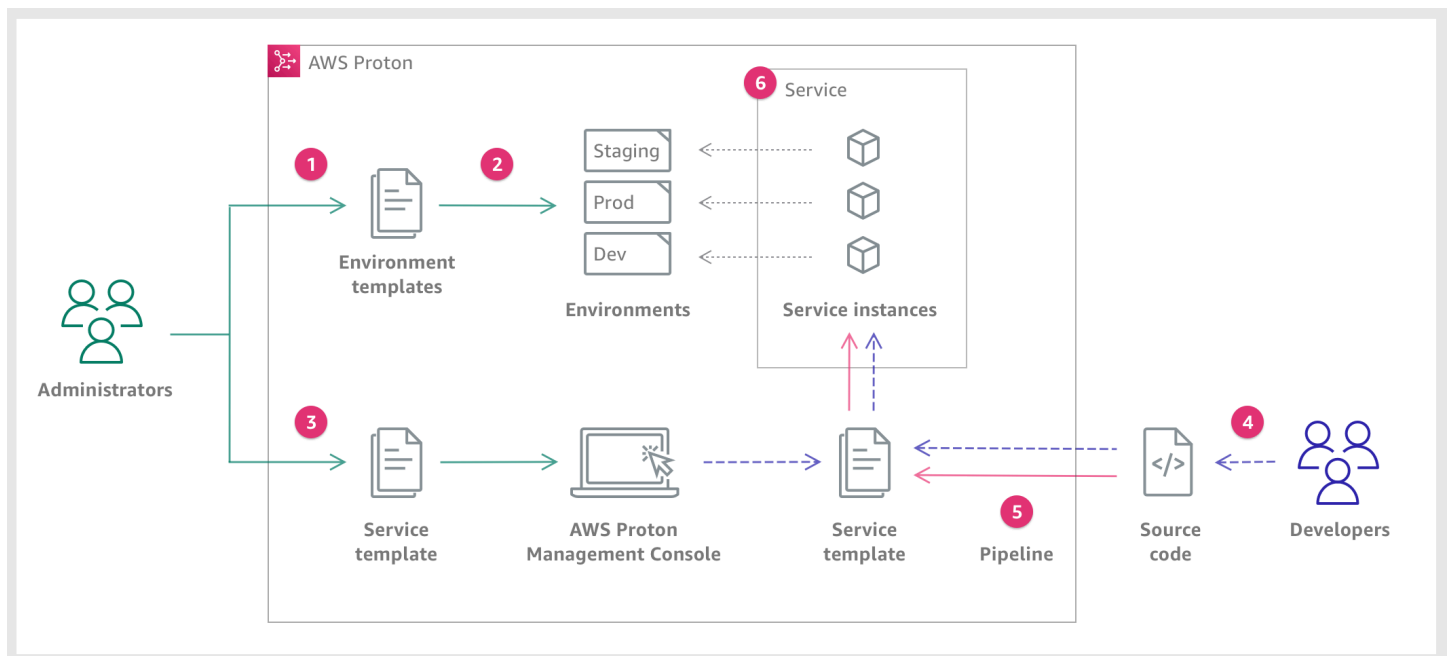 AWS Proton
6
Service
1
2
Staging
Prod
Dev
Environment
templates
Environments
Service instances
Administrators
3
4
</>
5
Service
template
AWS Proton
Management Console
Service
template
Pipeline
Source
code
Developers